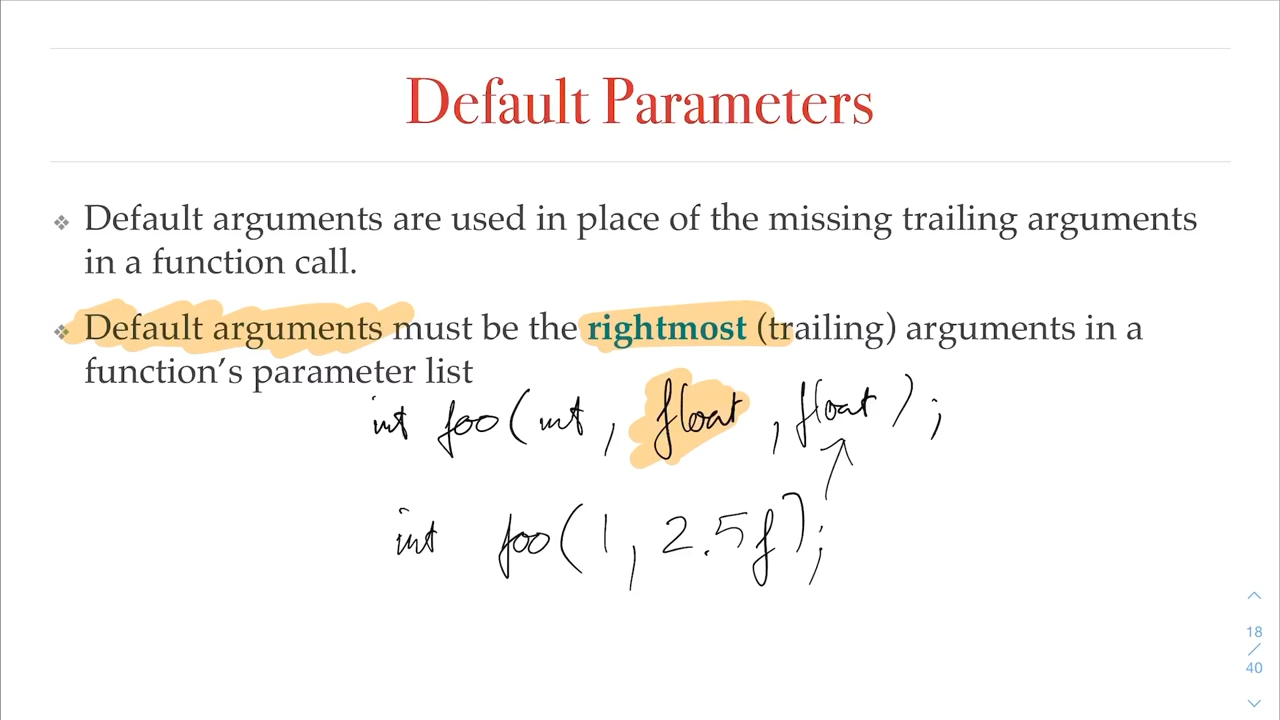 Default Parameters
❖ Default arguments are used in place of the missing trailing arguments
in a function call.
❖ Default arguments must be the rightmost (trailing) arguments in a
function’s parameter list
int foo(int, float, float);
int foo(1, 2.5f);
18
/
40